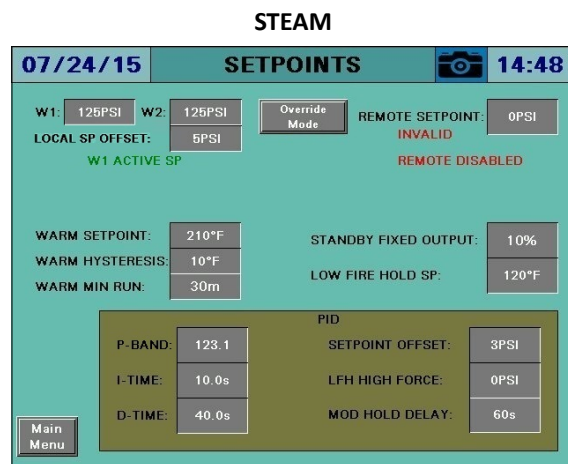 STEAM
07/24/15 SETPOINTS 14:48
W1: 125PSI W2: 125PSI Override Mode REMOTE SETPOINT: 0PSI
LOCAL SP OFFSET: 5PSI INVALID
W1 ACTIVE SP REMOTE DISABLED
WARM SETPOINT: 210°F STANDBY FIXED OUTPUT: 10%
WARM HYSTERESIS: 10°F
WARM MIN RUN: 30m LOW FIRE HOLD SP: 120°F
PID
P-BAND: 123.1 SETPOINT OFFSET: 3PSI
I-TIME: 10.0s LFH HIGH FORCE: 0PSI
D-TIME: 40.0s MOD HOLD DELAY: 60s
Main
Menu